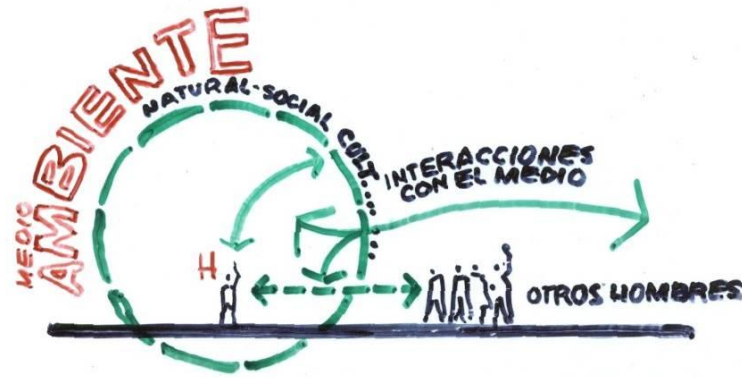 MEDIO
AMBIENTE
NATURAL-SOCIAL CULT.......
INTERACCIONES
CON EL MEDIO
H
OTROS HOMBRES